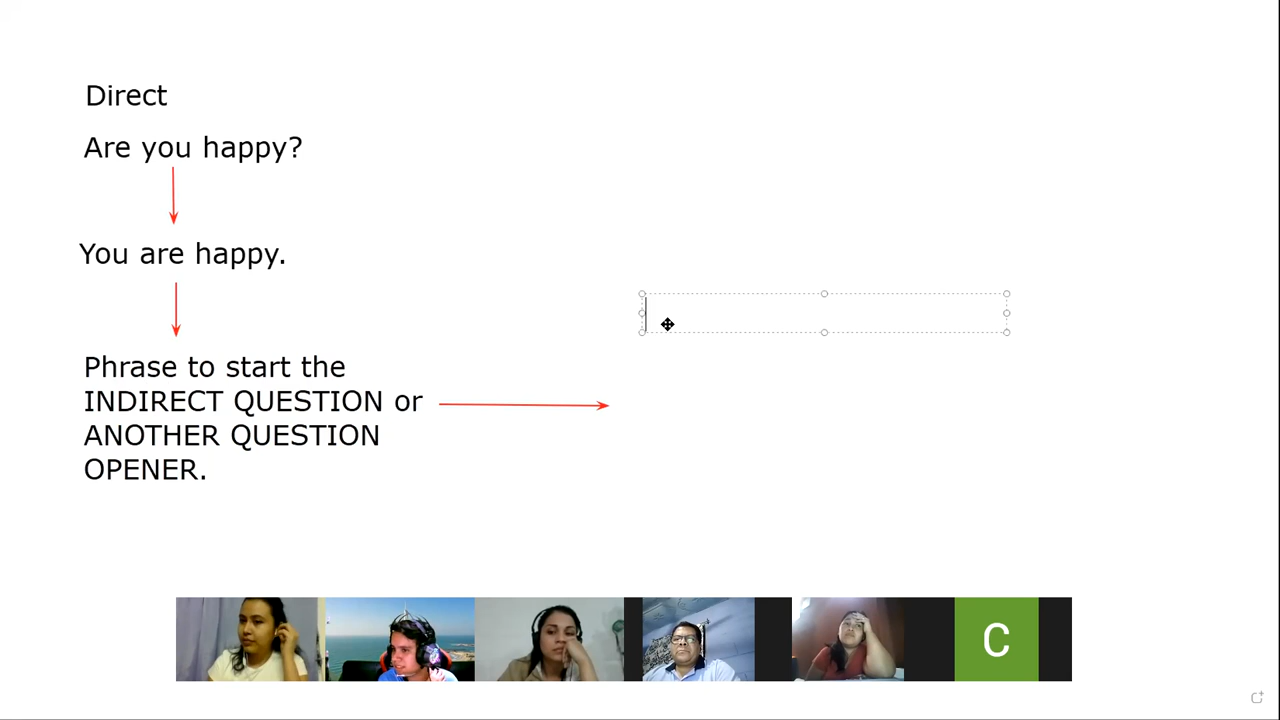 Direct
Are you happy?
You are happy.
Phrase to start the
INDIRECT QUESTION or
ANOTHER QUESTION
OPENER.
C